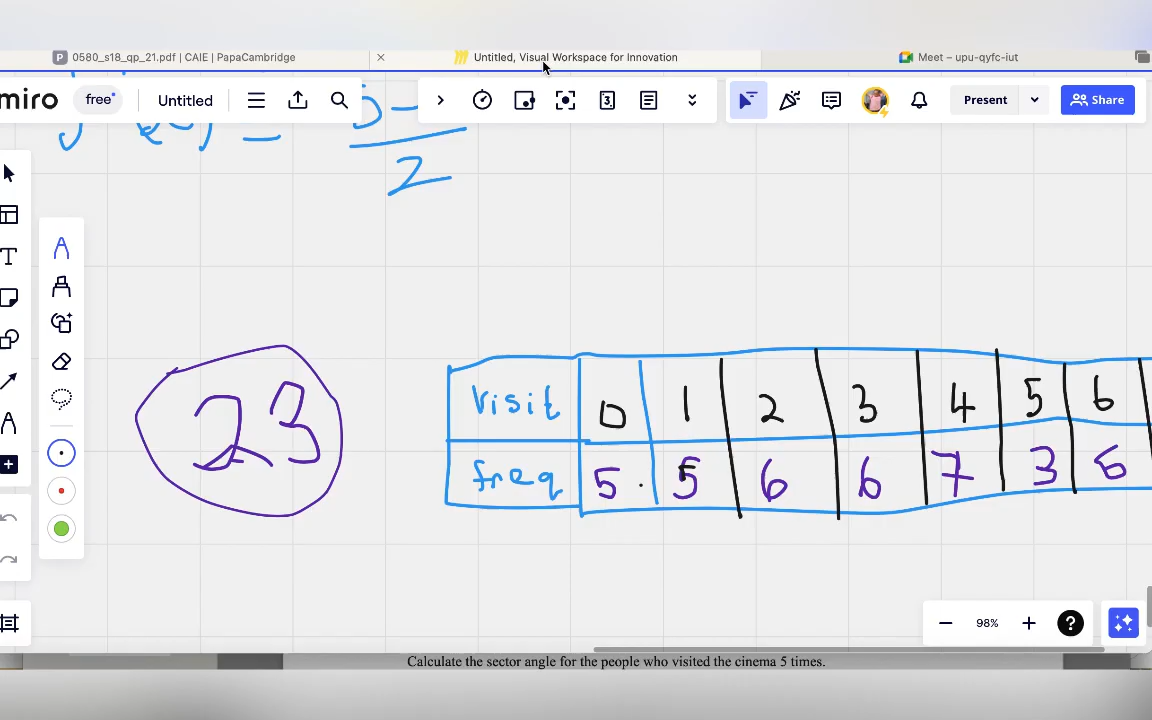 0580_s18_qp_21.pdf | CAIE | PapaCambridge
Untitled, Visual Workspace for Innovation
Meet – upu-qyfc-iut
miro
free
Untitled
Present
Share
2
23
Visit 0 1 2 3 4 5 6
freq 5 . 5 6 6 7 3 6
98%
Calculate the sector angle for the people who visited the cinema 5 times.